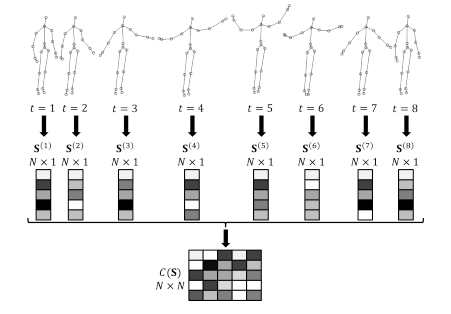 t = 1 t = 2 t = 3 t = 4 t = 5 t = 6 t = 7 t = 8
S⁽¹⁾ S⁽²⁾ S⁽³⁾ S⁽⁴⁾ S⁽⁵⁾ S⁽⁶⁾ S⁽⁷⁾ S⁽⁸⁾
N × 1 N × 1 N × 1 N × 1 N × 1 N × 1 N × 1 N × 1
C(S)
N × N